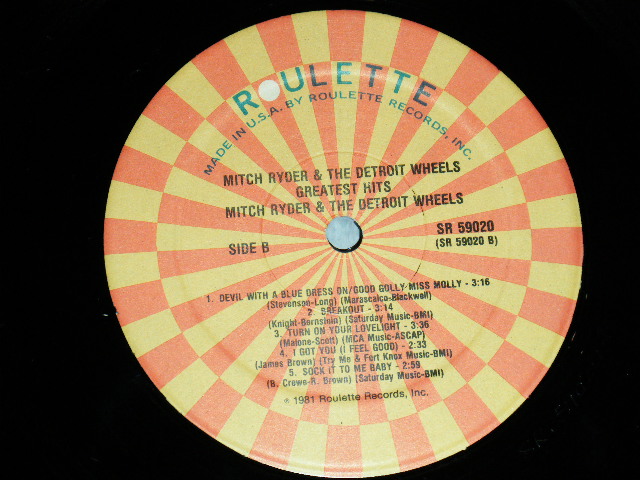 ROULETTE
MADE IN U.S.A. BY ROULETTE RECORDS, INC.
MITCH RYDER & THE DETROIT WHEELS
GREATEST HITS
MITCH RYDER & THE DETROIT WHEELS
SIDE B
SR 59020
(SR 59020 B)
1. DEVIL WITH A BLUE DRESS ON/GOOD GOLLY MISS MOLLY - 3:16
(Stevenson-Long) (Marascalco-Blackwell)
2. BREAKOUT - 3:14
(Knight-Bernstein) (Saturday Music-BMI)
3. TURN ON YOUR LOVELIGHT - 3:36
(Malone-Scott) (MCA Music-ASCAP)
4. I GOT YOU (I FEEL GOOD) - 2:33
(James Brown) (Try Me & Fort Knox Music-BMI)
5. SOCK IT TO ME BABY - 2:59
(B. Crewe-R. Brown) (Saturday Music-BMI)
℗ 1981 Roulette Records, Inc.